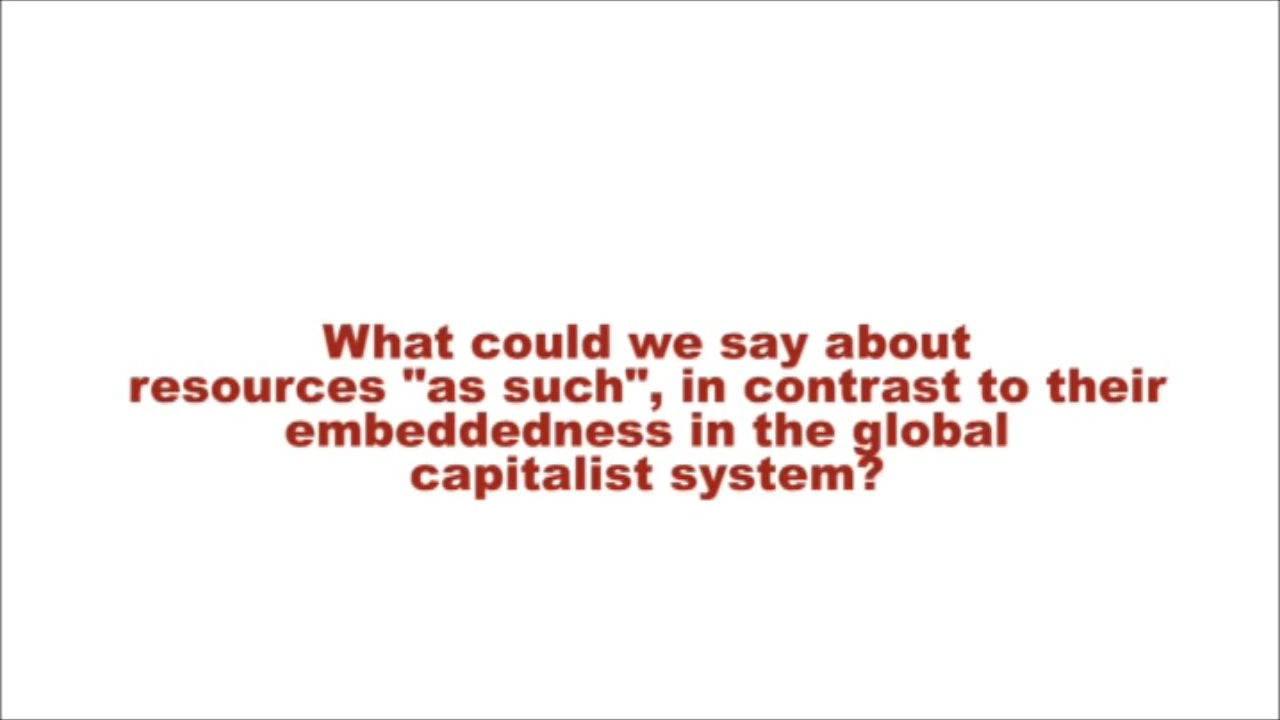 What could we say about
resources "as such", in contrast to their
embeddedness in the global
capitalist system?